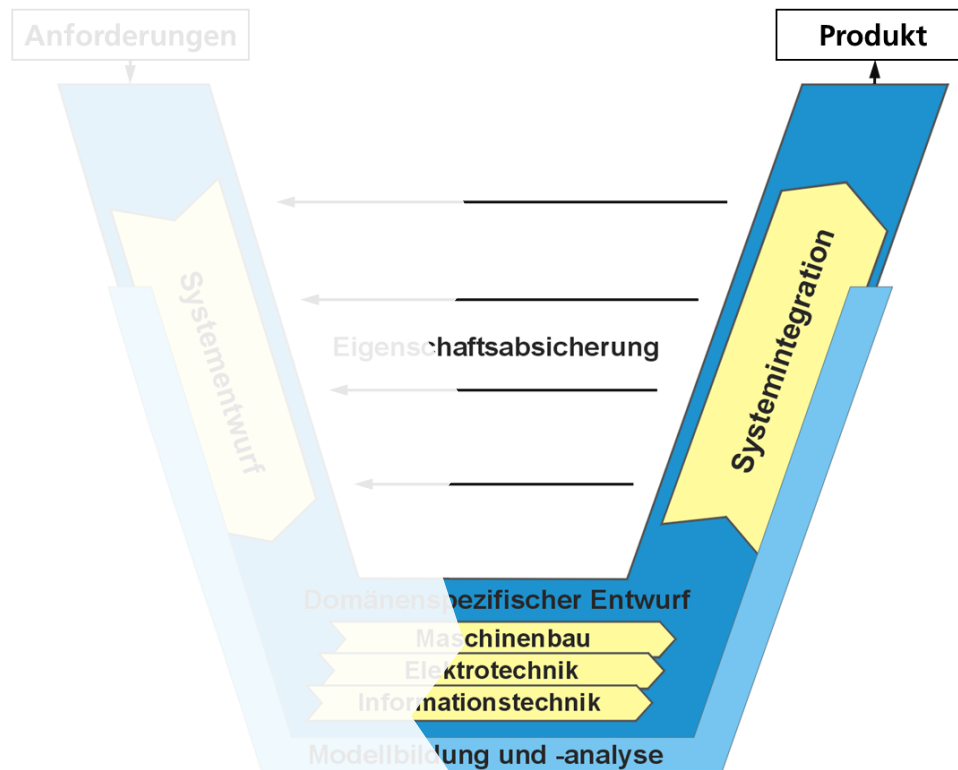 Anforderungen
Produkt
Systementwurf
Eigenschaftsabsicherung
Systemintegration
Domänenspezifischer Entwurf
Maschinenbau
Elektrotechnik
Informationstechnik
Modellbildung und -analyse